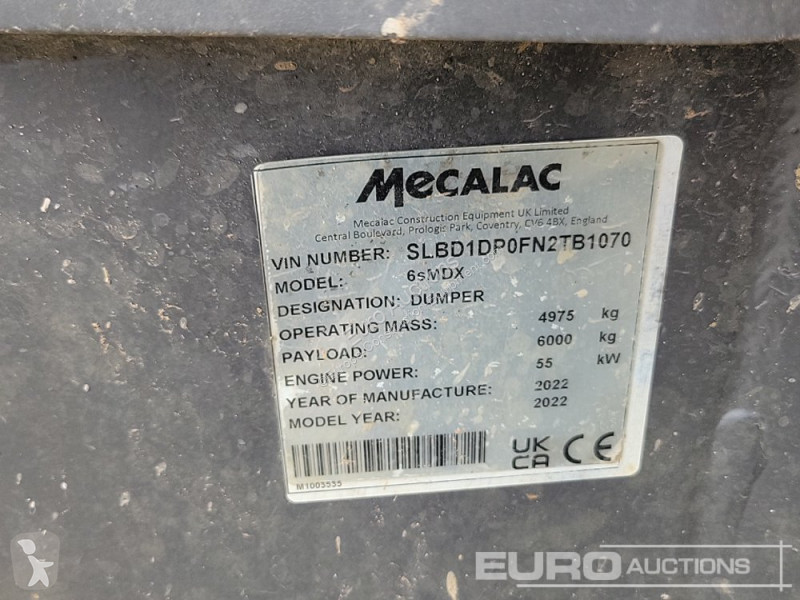 MECALAC
Mecalac Construction Equipment UK Limited
Central Boulevard, Prologis Park, Coventry, CV6 4BX, England
VIN NUMBER: SLBD1DP0FN2TB1070
MODEL: 6sMDX
DESIGNATION: DUMPER
OPERATING MASS: 4975 kg
PAYLOAD: 6000 kg
ENGINE POWER: 55 kW
YEAR OF MANUFACTURE: 2022
MODEL YEAR: 2022
UK
CA CE
M1003535
EURO AUCTIONS